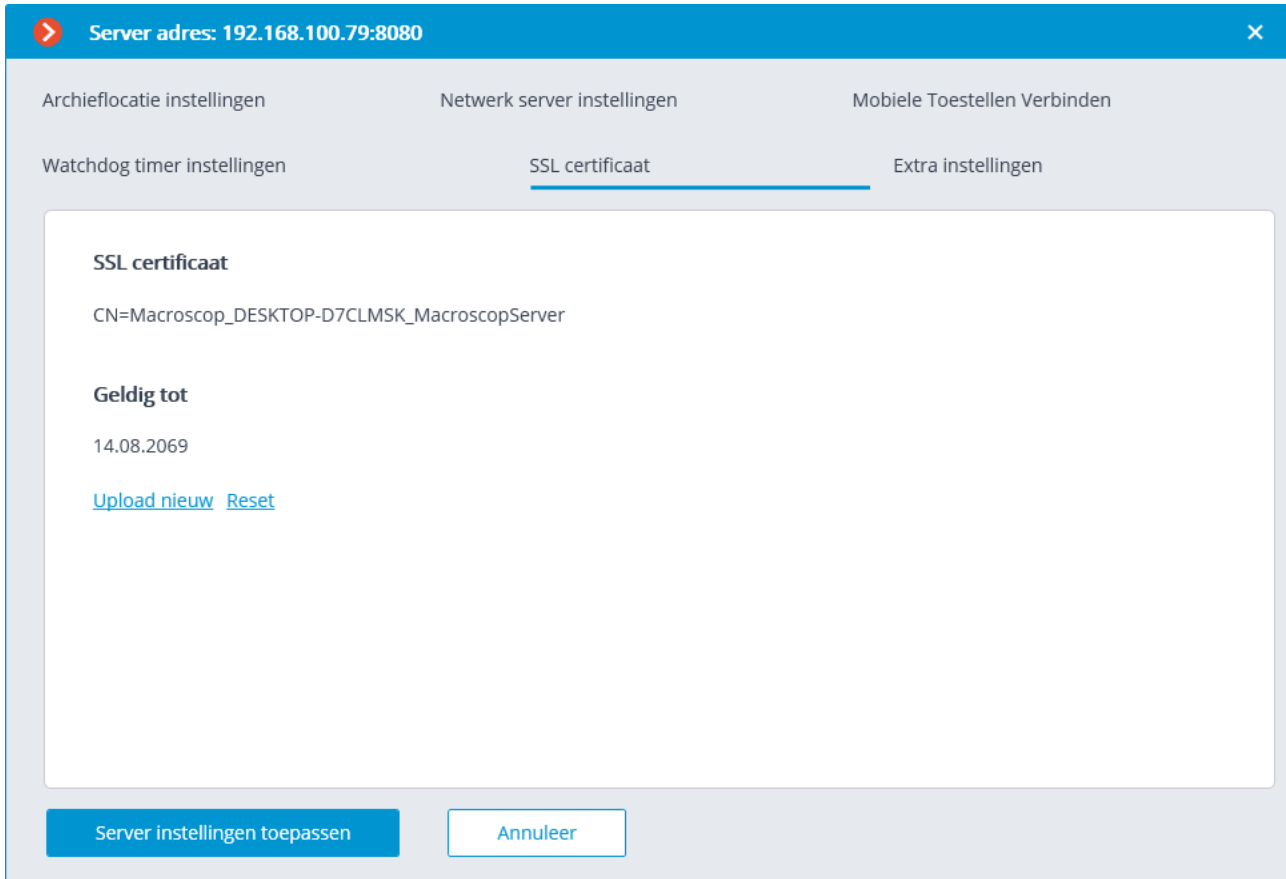 Server adres: 192.168.100.79:8080
Archieflocatie instellingen Netwerk server instellingen Mobiele Toestellen Verbinden
Watchdog timer instellingen SSL certificaat Extra instellingen
SSL certificaat
CN=Macroscop_DESKTOP-D7CLMSK_MacroscopServer
Geldig tot
14.08.2069
Upload nieuw Reset
Server instellingen toepassen Annuleer